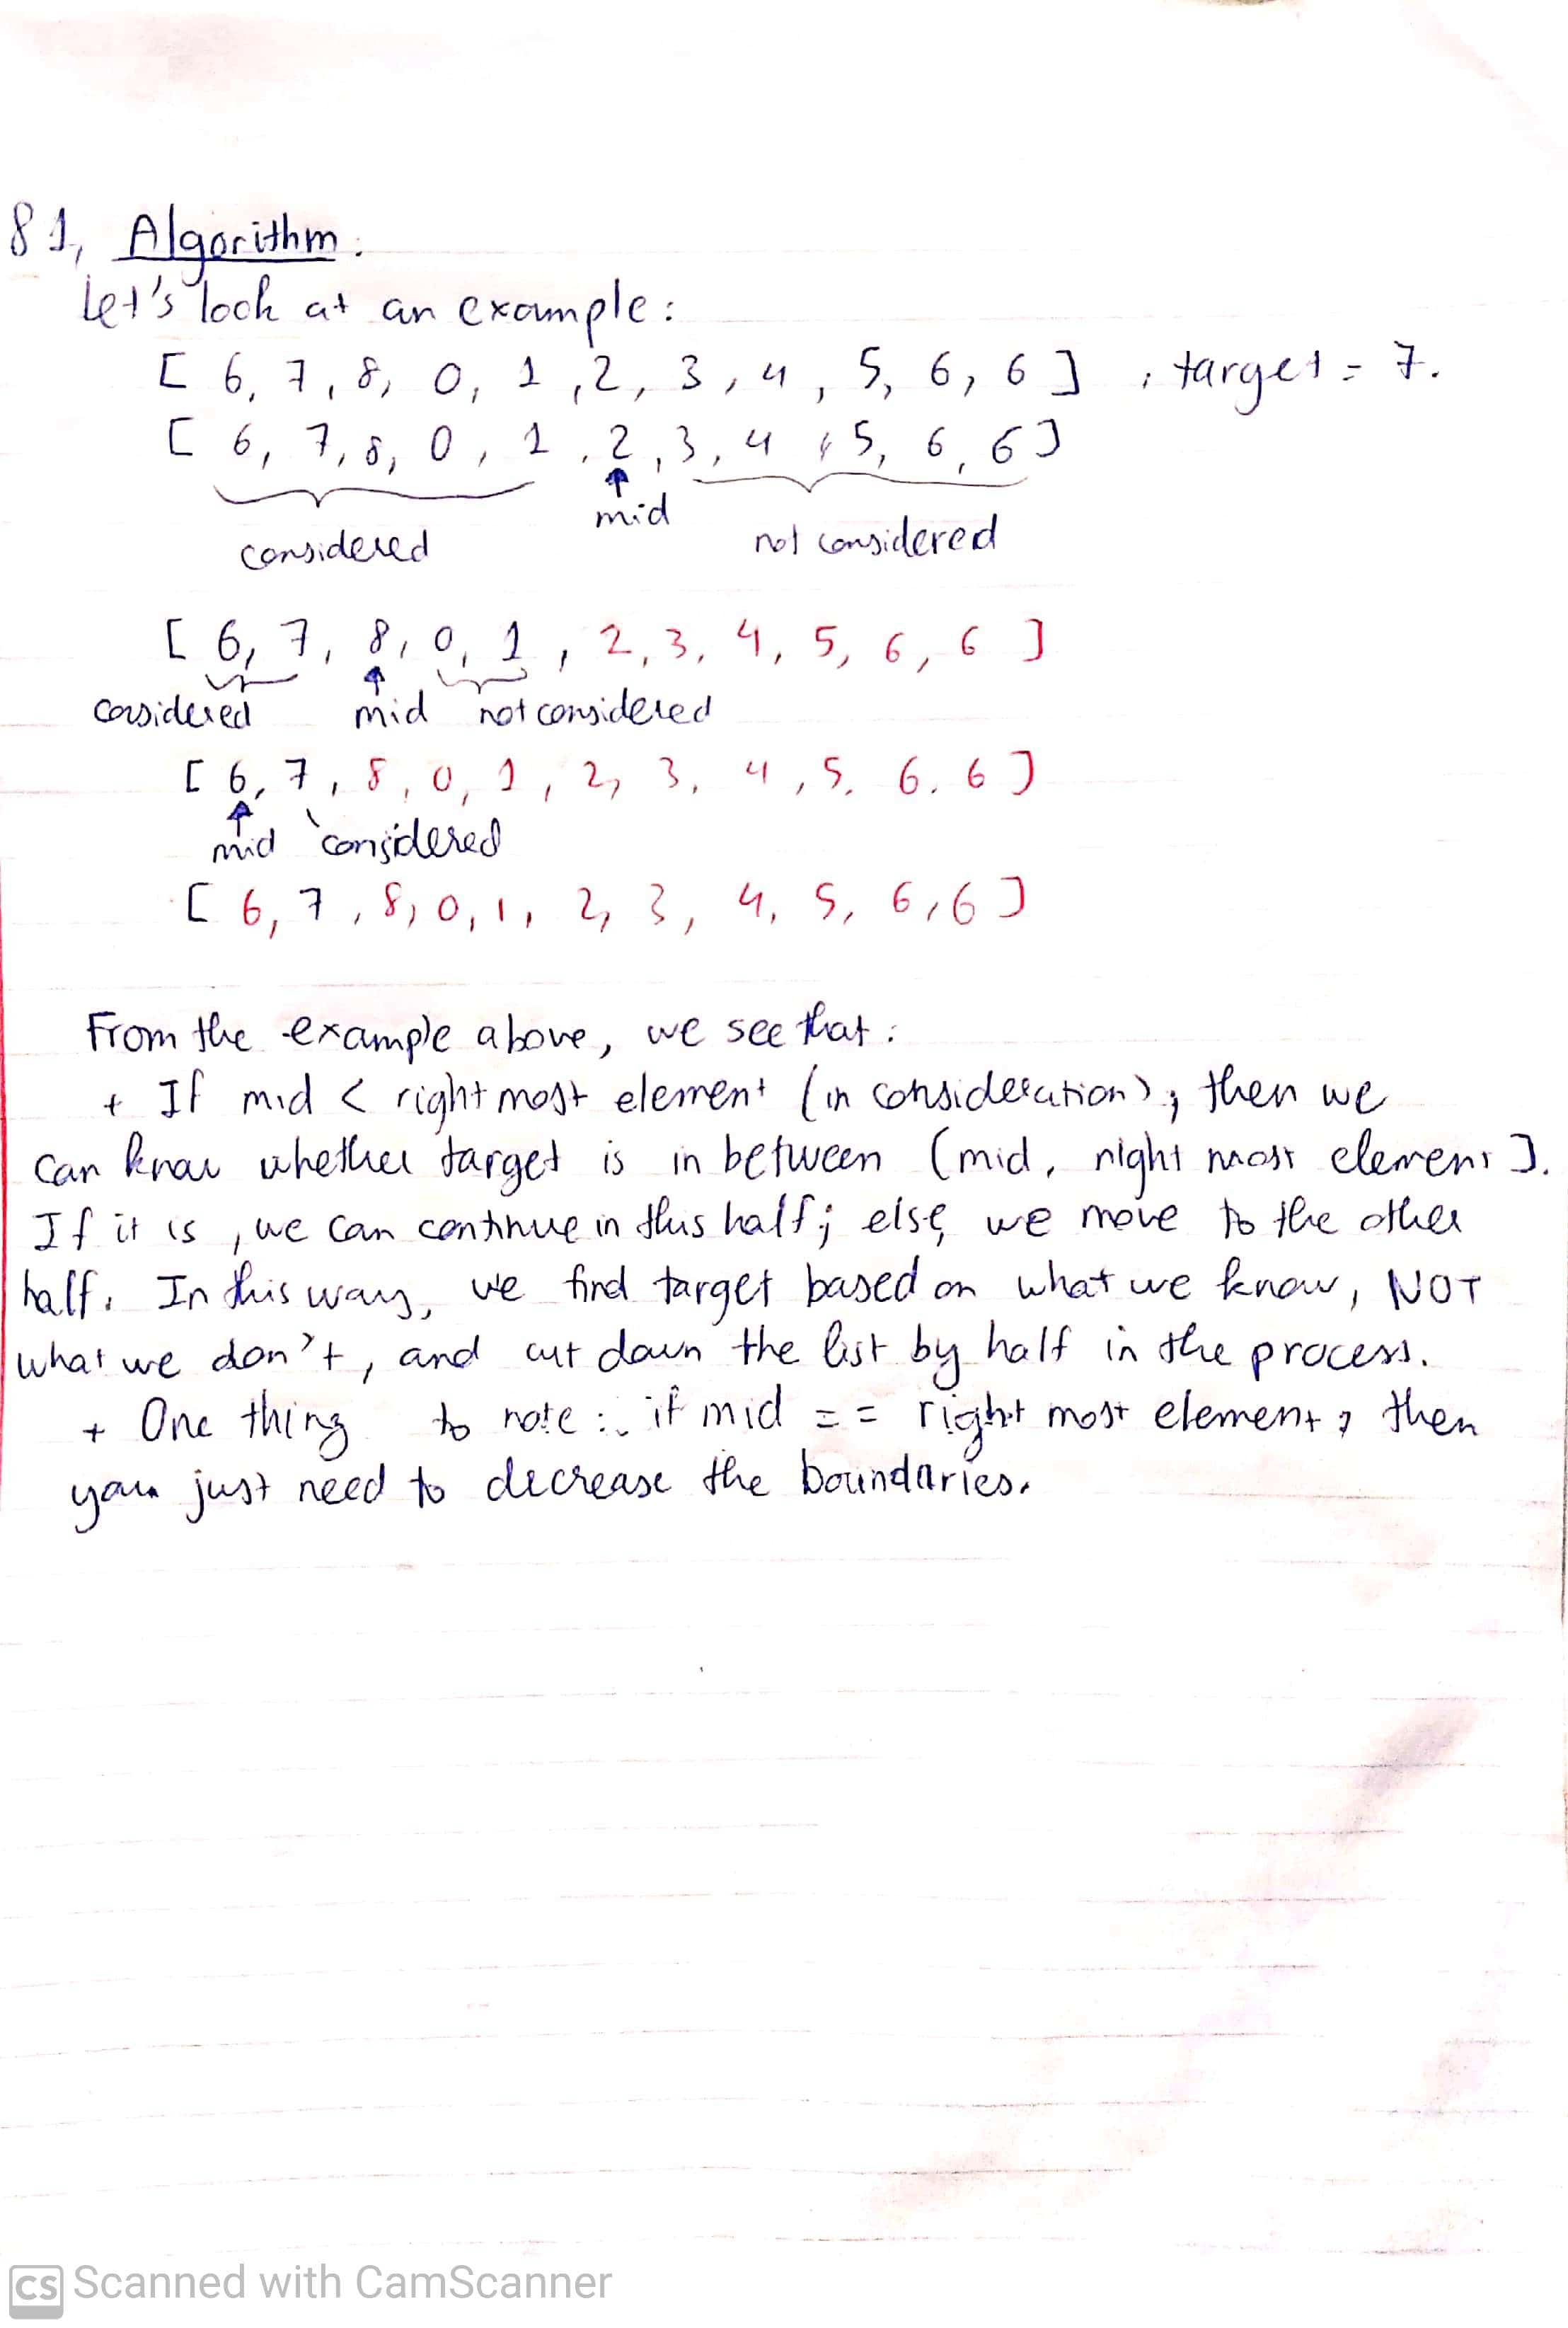 81, Algorithm:
Let's look at an example:
[ 6, 7, 8, 0, 1, 2, 3, 4, 5, 6, 6 ] , target = 7.
[ 6, 7, 8, 0, 1, 2, 3, 4, 5, 6, 6 ]
mid
considered not considered
[ 6, 7, 8, 0, 1, 2, 3, 4, 5, 6, 6 ]
considered mid not considered
[ 6, 7, 8, 0, 1, 2, 3, 4, 5, 6, 6 ]
mid considered
[ 6, 7, 8, 0, 1, 2, 3, 4, 5, 6, 6 ]
From the example above, we see that:
+ If mid < right most element (in consideration); then we
can know whether target is in between (mid, right most element].
If it is, we can continue in this half; else, we move to the other
half. In this way, we find target based on what we know, NOT
what we don't, and cut down the list by half in the process.
+ One thing to note: if mid == right most element, then
you just need to decrease the boundaries.
CS Scanned with CamScanner